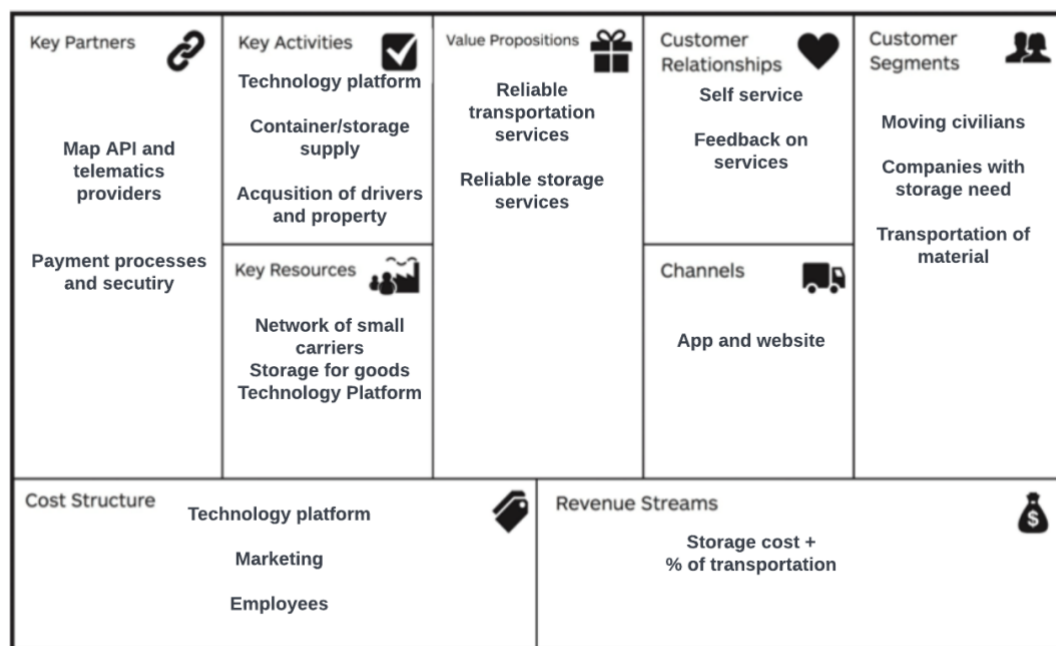 Key Partners
Map API and
telematics
providers
Payment processes
and secutiry
Key Activities
Technology platform
Container/storage
supply
Acqusition of drivers
and property
Key Resources
Network of small
carriers
Storage for goods
Technology Platform
Value Propositions
Reliable
transportation
services
Reliable storage
services
Customer
Relationships
Self service
Feedback on
services
Channels
App and website
Customer
Segments
Moving civilians
Companies with
storage need
Transportation of
material
Cost Structure
Technology platform
Marketing
Employees
Revenue Streams
$
Storage cost +
% of transportation